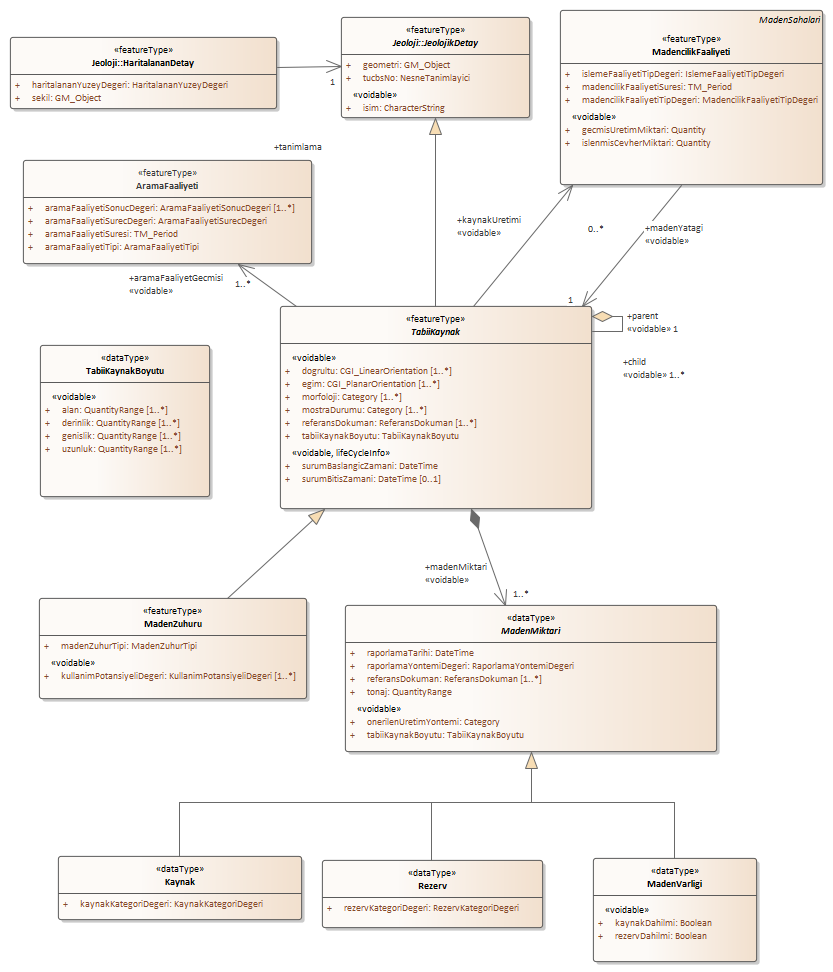 «featureType»
Jeoloji::HaritalananDetay
+ haritalananYuzeyDegeri: HaritalananYuzeyDegeri
+ sekil: GM_Object
1
+tanimlama
«featureType»
Jeoloji::JeolojikDetay
+ geometri: GM_Object
+ tucbsNo: NesneTanimlayici
«voidable»
+ isim: CharacterString
MadenSahalari
«featureType»
MadencilikFaaliyeti
+ islemeFaaliyetiTipDegeri: IslemeFaaliyetiTipDegeri
+ madencilikFaaliyetiSuresi: TM_Period
+ madencilikFaaliyetiTipDegeri: MadencilikFaaliyetiTipDegeri
«voidable»
+ gecmisUretimMiktari: Quantity
+ islenmisCevherMiktari: Quantity
«featureType»
AramaFaaliyeti
+ aramaFaaliyetiSonucDegeri: AramaFaaliyetiSonucDegeri [1..*]
+ aramaFaaliyetiSurecDegeri: AramaFaaliyetiSurecDegeri
+ aramaFaaliyetiSuresi: TM_Period
+ aramaFaaliyetiTipi: AramaFaaliyetiTipi
+kaynakUretimi
«voidable»
0..*
+madenYatagi
«voidable»
1
+aramaFaaliyetGecmisi
«voidable»
1..*
«featureType»
TabiiKaynak
«voidable»
+ dogrultu: CGI_LinearOrientation [1..*]
+ egim: CGI_PlanarOrientation [1..*]
+ morfoloji: Category [1..*]
+ mostraDurumu: Category [1..*]
+ referansDokuman: ReferansDokuman [1..*]
+ tabiiKaynakBoyutu: TabiiKaynakBoyutu
«voidable, lifeCycleInfo»
+ surumBaslangicZamani: DateTime
+ surumBitisZamani: DateTime [0..1]
+parent
«voidable» 1
+child
«voidable» 1..*
«dataType»
TabiiKaynakBoyutu
«voidable»
+ alan: QuantityRange [1..*]
+ derinlik: QuantityRange [1..*]
+ genislik: QuantityRange [1..*]
+ uzunluk: QuantityRange [1..*]
+madenMiktari
«voidable»
1..*
«featureType»
MadenZuhuru
+ madenZuhurTipi: MadenZuhurTipi
«voidable»
+ kullanimPotansiyeliDegeri: KullanimPotansiyeliDegeri [1..*]
«dataType»
MadenMiktari
+ raporlamaTarihi: DateTime
+ raporlamaYontemiDegeri: RaporlamaYontemiDegeri
+ referansDokuman: ReferansDokuman [1..*]
+ tonaj: QuantityRange
«voidable»
+ onerilenUretimYontemi: Category
+ tabiiKaynakBoyutu: TabiiKaynakBoyutu
«dataType»
Kaynak
+ kaynakKategoriDegeri: KaynakKategoriDegeri
«dataType»
Rezerv
+ rezervKategoriDegeri: RezervKategoriDegeri
«dataType»
MadenVarligi
«voidable»
+ kaynakDahilmi: Boolean
+ rezervDahilmi: Boolean